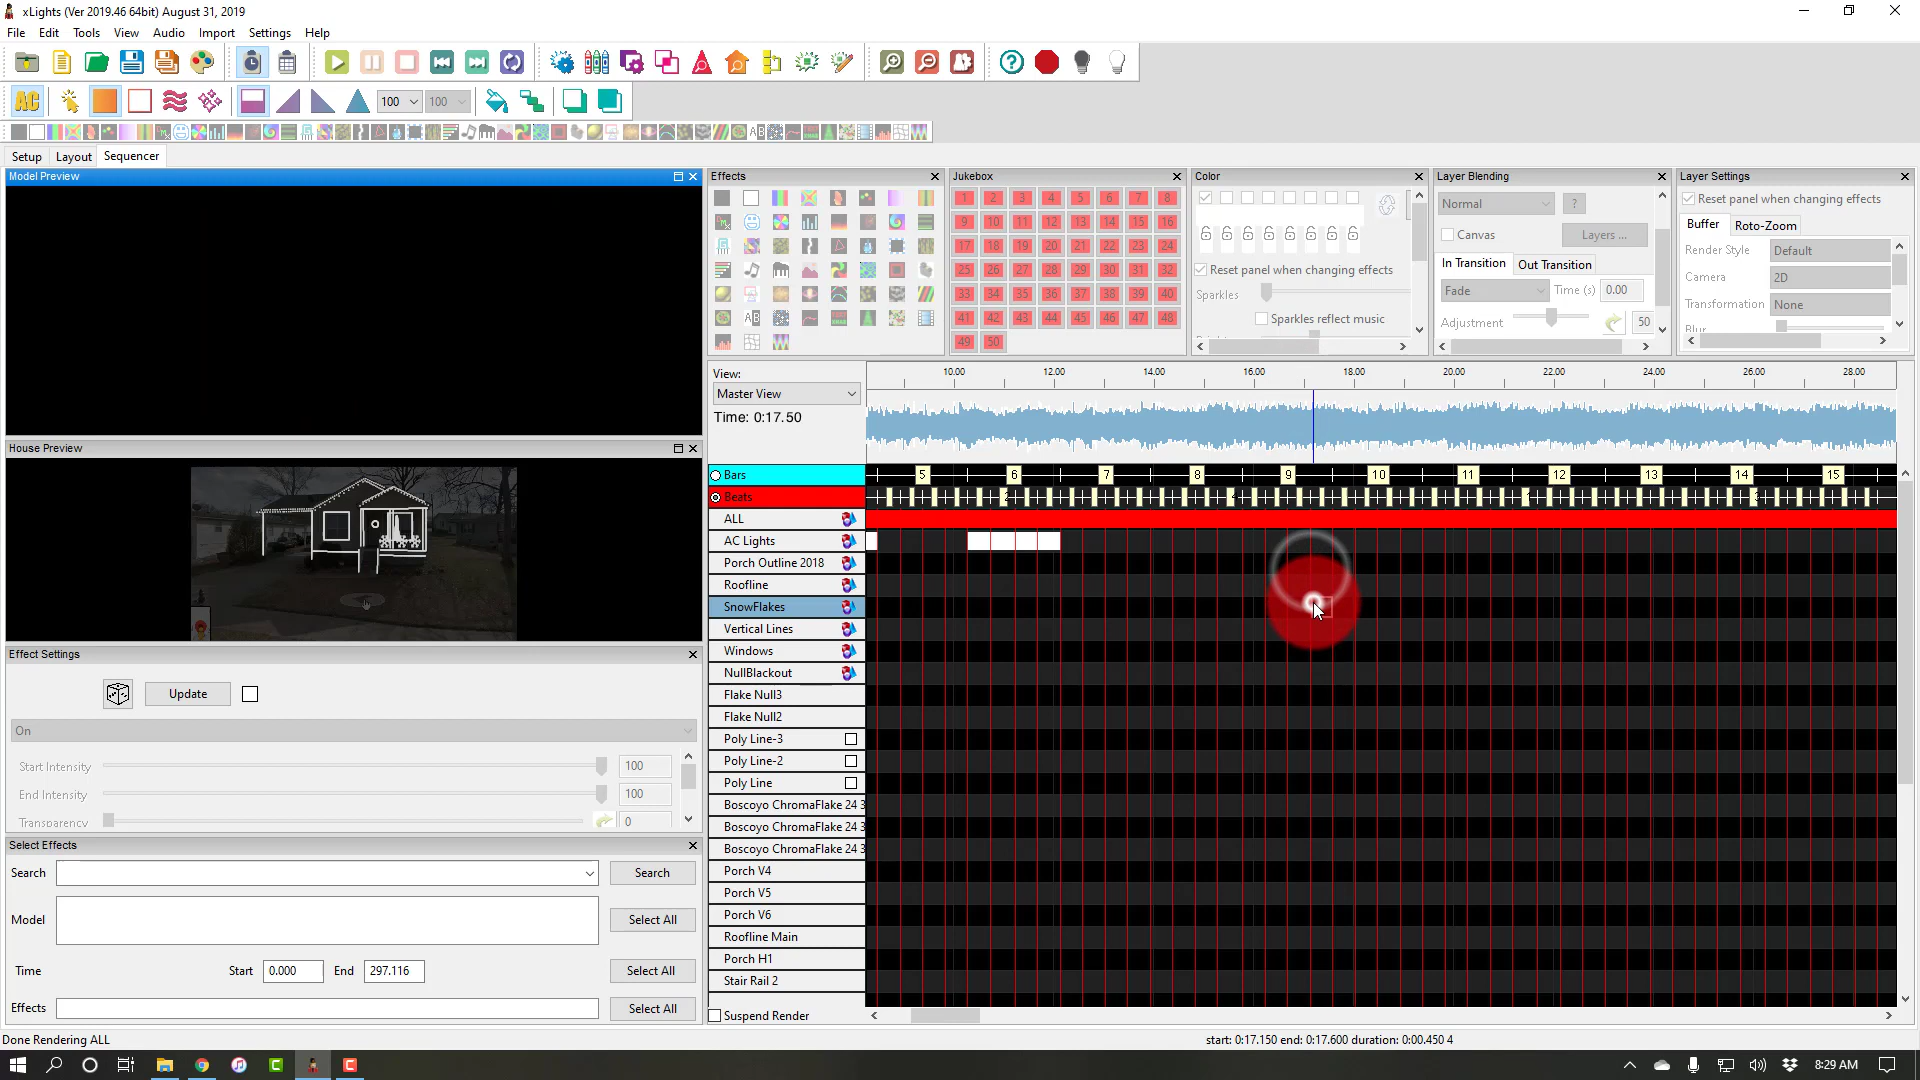 xLights (Ver 2019.46 64bit) August 31, 2019
File Edit Tools View Audio Import Settings Help
AC 100 100
Setup Layout Sequencer
Model Preview
Effects
Jukebox
1 2 3 4 5 6 7 8
9 10 11 12 13 14 15 16
17 18 19 20 21 22 23 24
25 26 27 28 29 30 31 32
33 34 35 36 37 38 39 40
41 42 43 44 45 46 47 48
49 50
Color
Reset panel when changing effects
Sparkles
Sparkles reflect music
Layer Blending
Normal ?
Canvas Layers ...
In Transition Out Transition
Fade Time (s) 0.00
Adjustment 50
Layer Settings
Reset panel when changing effects
Buffer Roto-Zoom
Render Style Default
Camera 2D
Transformation None
Blur
View:
Master View
Time: 0:17.50
10.00 12.00 14.00 16.00 18.00 20.00 22.00 24.00 26.00 28.00
Bars 5 6 7 8 9 10 11 12 13 14 15
Beats
ALL
AC Lights
Porch Outline 2018
Roofline
SnowFlakes
Vertical Lines
Windows
NullBlackout
Flake Null3
Flake Null2
Poly Line-3
Poly Line-2
Poly Line
Boscoyo ChromaFlake 24 3
Boscoyo ChromaFlake 24 3
Boscoyo ChromaFlake 24 3
Porch V4
Porch V5
Porch V6
Roofline Main
Porch H1
Stair Rail 2
Suspend Render
House Preview
Effect Settings
Update
On
Start Intensity 100
End Intensity 100
Transparency 0
Select Effects
Search Search
Model Select All
Time Start 0.000 End 297.116 Select All
Effects Select All
Done Rendering ALL
start: 0:17.150 end: 0:17.600 duration: 0:00.450 4
8:29 AM